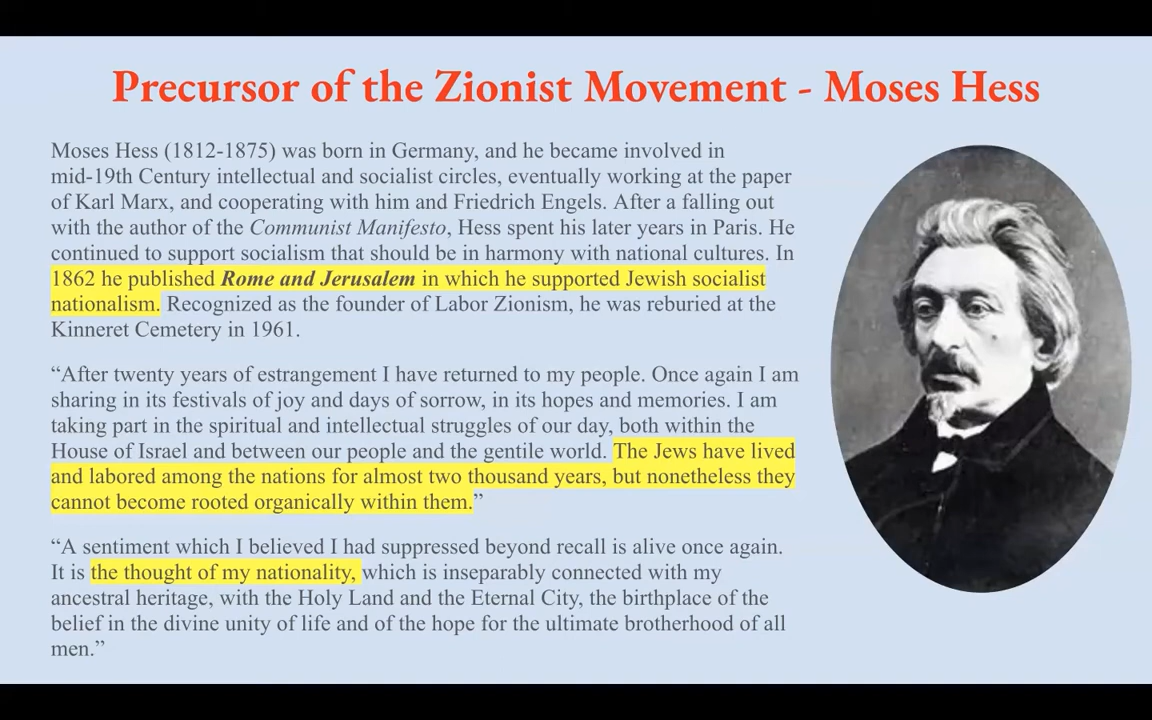 Precursor of the Zionist Movement - Moses Hess
Moses Hess (1812-1875) was born in Germany, and he became involved in
mid-19th Century intellectual and socialist circles, eventually working at the paper
of Karl Marx, and cooperating with him and Friedrich Engels. After a falling out
with the author of the Communist Manifesto, Hess spent his later years in Paris. He
continued to support socialism that should be in harmony with national cultures. In
1862 he published Rome and Jerusalem in which he supported Jewish socialist
nationalism. Recognized as the founder of Labor Zionism, he was reburied at the
Kinneret Cemetery in 1961.
“After twenty years of estrangement I have returned to my people. Once again I am
sharing in its festivals of joy and days of sorrow, in its hopes and memories. I am
taking part in the spiritual and intellectual struggles of our day, both within the
House of Israel and between our people and the gentile world. The Jews have lived
and labored among the nations for almost two thousand years, but nonetheless they
cannot become rooted organically within them.”
“A sentiment which I believed I had suppressed beyond recall is alive once again.
It is the thought of my nationality, which is inseparably connected with my
ancestral heritage, with the Holy Land and the Eternal City, the birthplace of the
belief in the divine unity of life and of the hope for the ultimate brotherhood of all
men.”